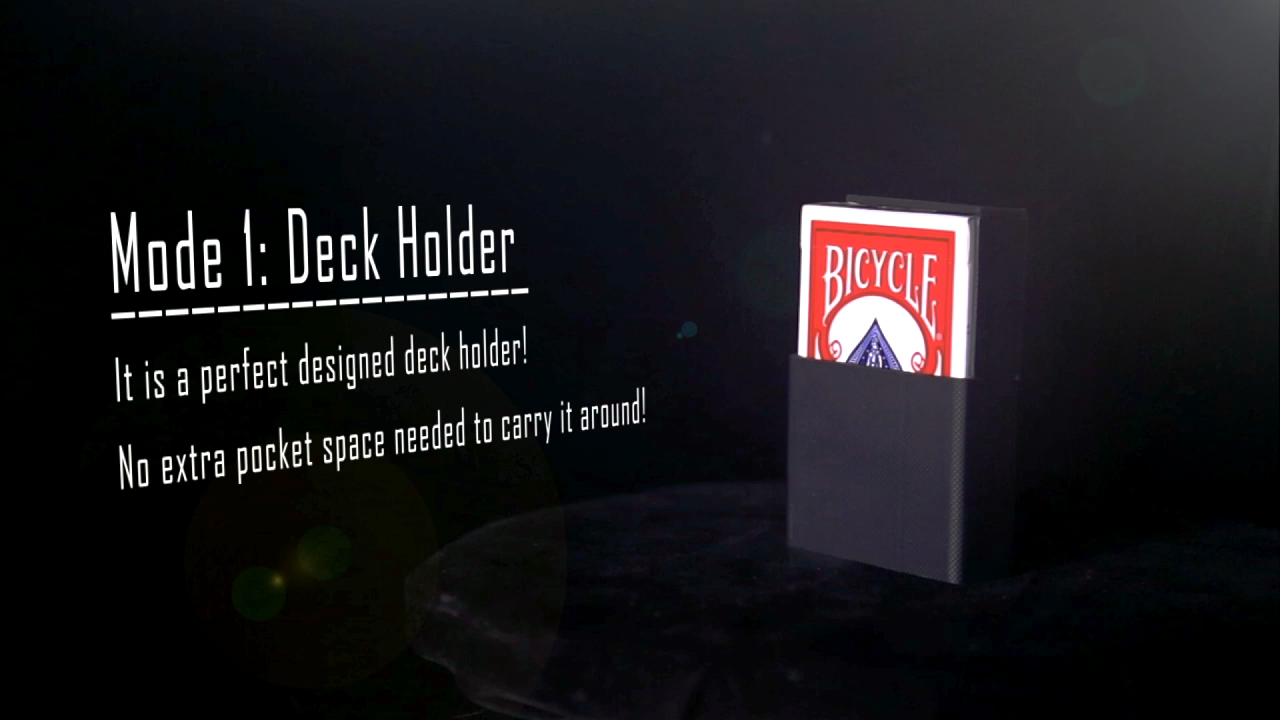 Mode 1: Deck Holder
It is a perfect designed deck holder!
No extra pocket space needed to carry it around!
BICYCLE